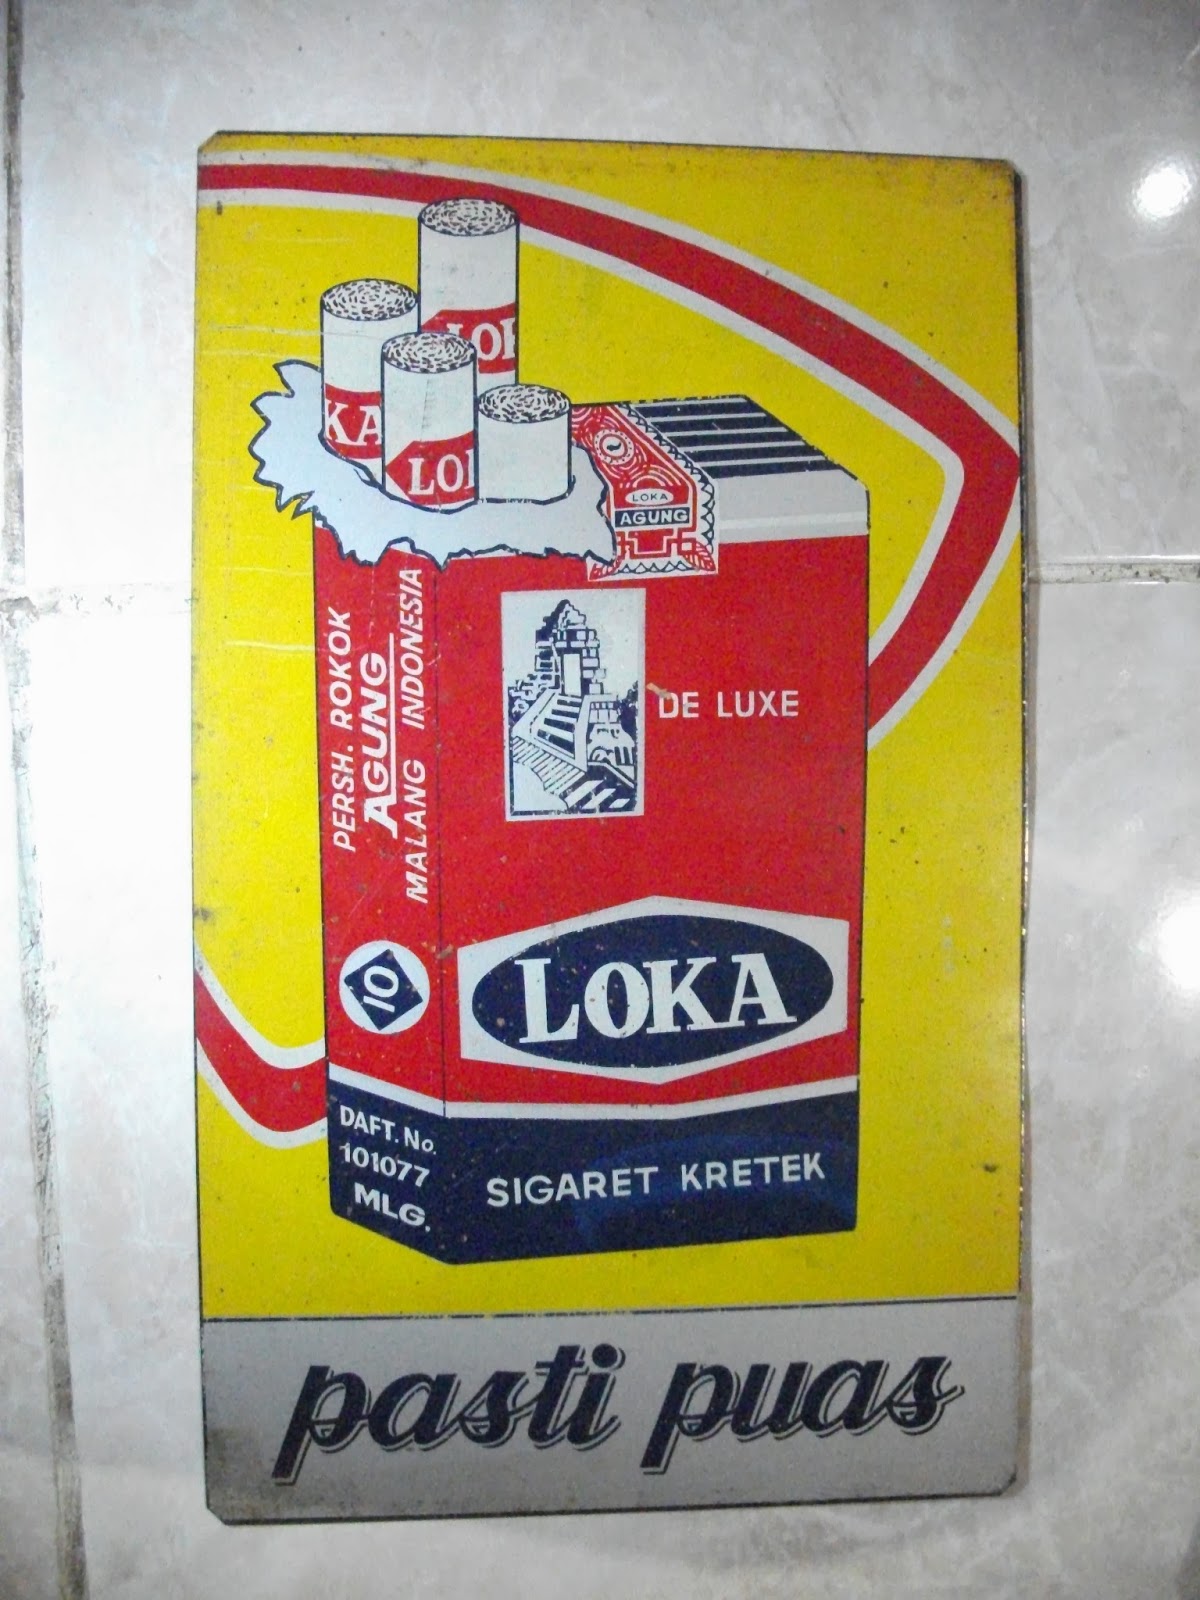 LOK
KA
LOK
LOKA
AGUNG
PERSH. ROKOK
AGUNG
MALANG INDONESIA
DE LUXE
10
LOKA
DAFT. No.
101077
MLG.
SIGARET KRETEK
pasti puas